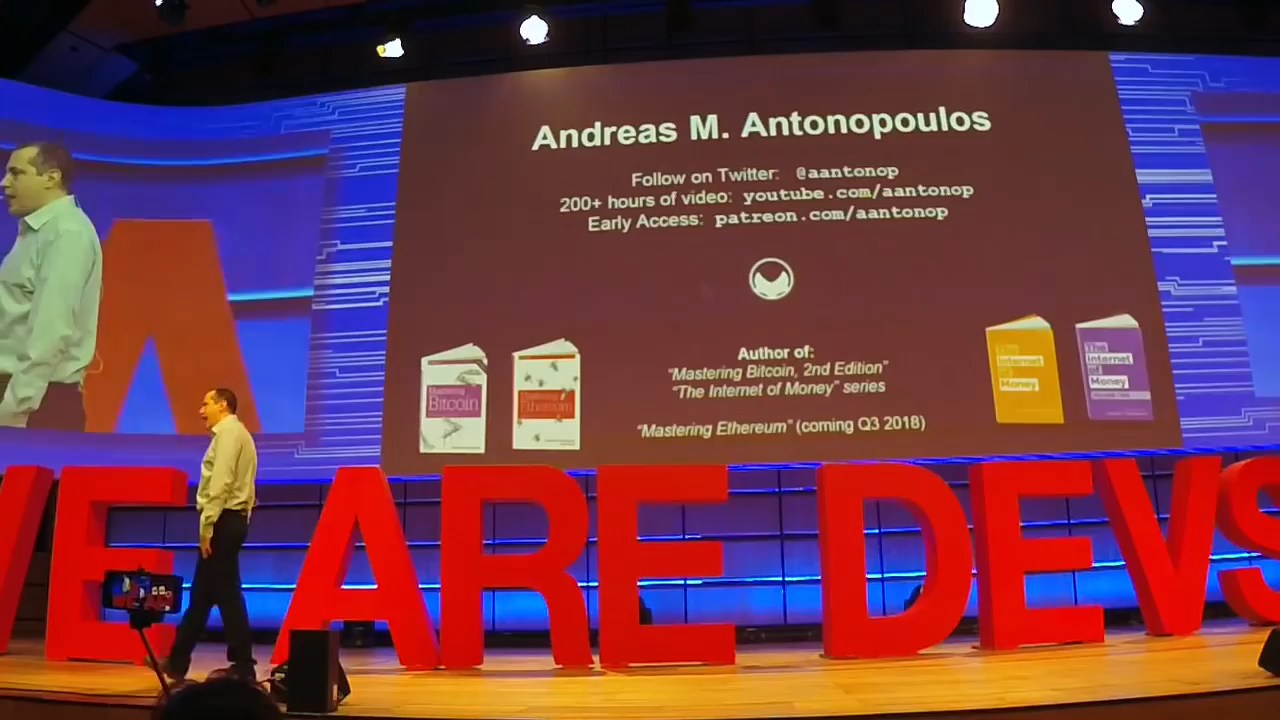 Andreas M. Antonopoulos
Follow on Twitter: @aantonop
200+ hours of video: youtube.com/aantonop
Early Access: patreon.com/aantonop
Author of:
“Mastering Bitcoin, 2nd Edition”
“The Internet of Money” series
“Mastering Ethereum” (coming Q3 2018)
Mastering
Bitcoin
Mastering
Ethereum
The
Internet
of
Money
The
Internet
of
Money
WE ARE DEVS